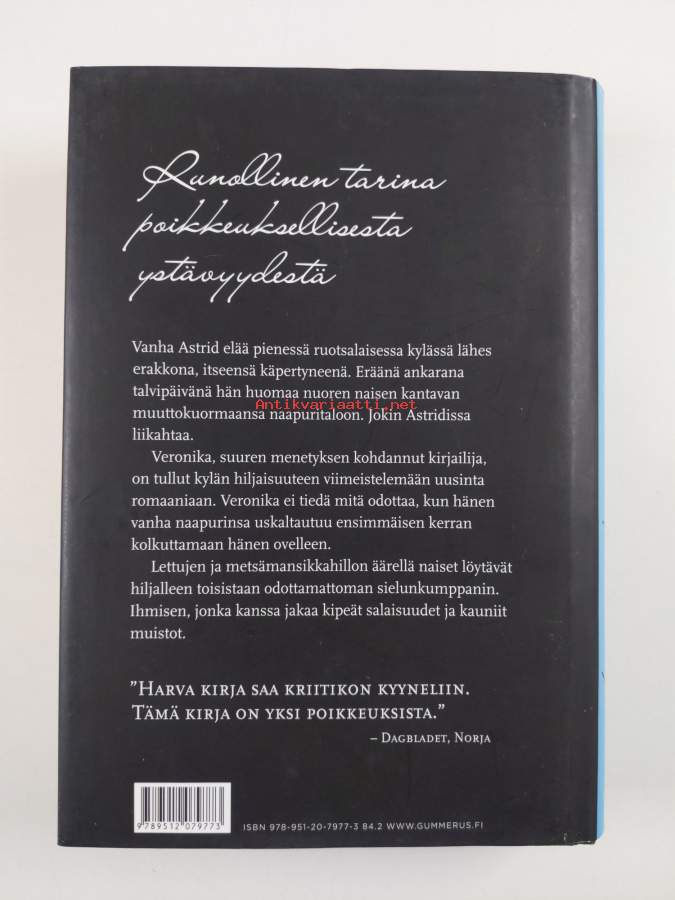 Runollinen tarina
poikkeuksellisesta
ystävyydestä
Vanha Astrid elää pienessä ruotsalaisessa kylässä lähes
erakkona, itseensä käpertyneenä. Eräänä ankarana
talvipäivänä hän huomaa nuoren naisen kantavan
Antikvariaatti.net
muuttokuormaansa naapuritaloon. Jokin Astridissa
liikahtaa.
Veronika, suuren menetyksen kohdannut kirjailija,
on tullut kylän hiljaisuuteen viimeistelemään uusinta
romaaniaan. Veronika ei tiedä mitä odottaa, kun hänen
vanha naapurinsa uskaltautuu ensimmäisen kerran
kolkuttamaan hänen ovelleen.
Lettujen ja metsämansikkahillon äärellä naiset löytävät
hiljalleen toisistaan odottamattoman sielunkumppanin.
Ihmisen, jonka kanssa jakaa kipeät salaisuudet ja kauniit
muistot.
”Harva kirja saa kriitikon kyyneliin.
Tämä kirja on yksi poikkeuksista.”
– Dagbladet, Norja
9789512079773
ISBN 978-951-20-7977-3 84.2 WWW.GUMMERUS.FI